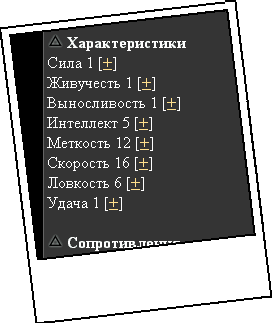 Характеристики
Сила 1 [+]
Живучесть 1 [+]
Выносливость 1 [+]
Интеллект 5 [+]
Меткость 12 [+]
Скорость 16 [+]
Ловкость 6 [+]
Удача 1 [+]